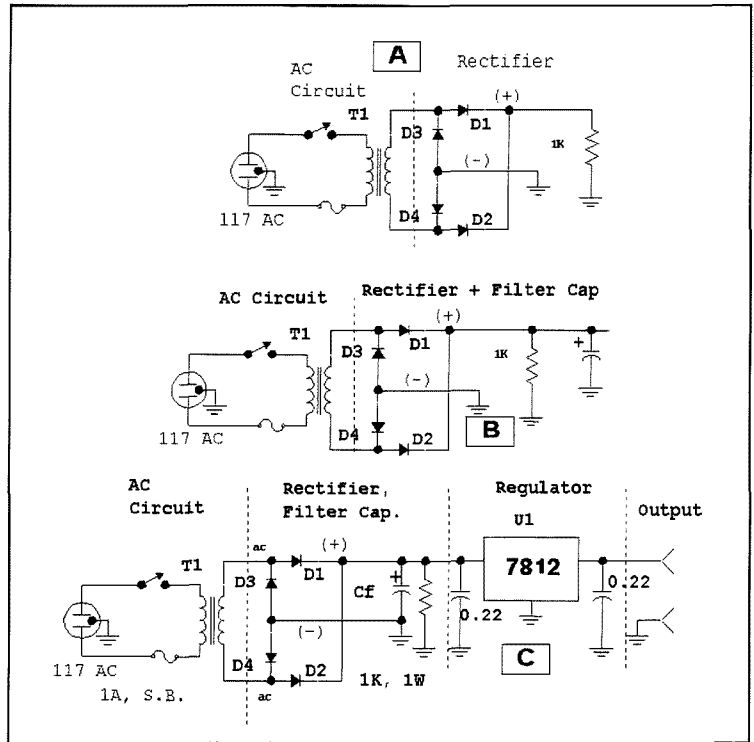 A
AC
Circuit
Rectifier
T1
D3
D1
(+)
1K
(-)
D4
D2
117 AC
AC Circuit
Rectifier + Filter Cap
T1
(+)
D3
D1
1K
+
(-)
D4
D2
B
117 AC
AC
Circuit
Rectifier,
Filter Cap.
Regulator
Output
U1
T1
ac
(+)
D3
D1
+
Cf
7812
0.22
0.22
(-)
D4
D2
C
117 AC
1A, S.B.
ac
1K, 1W